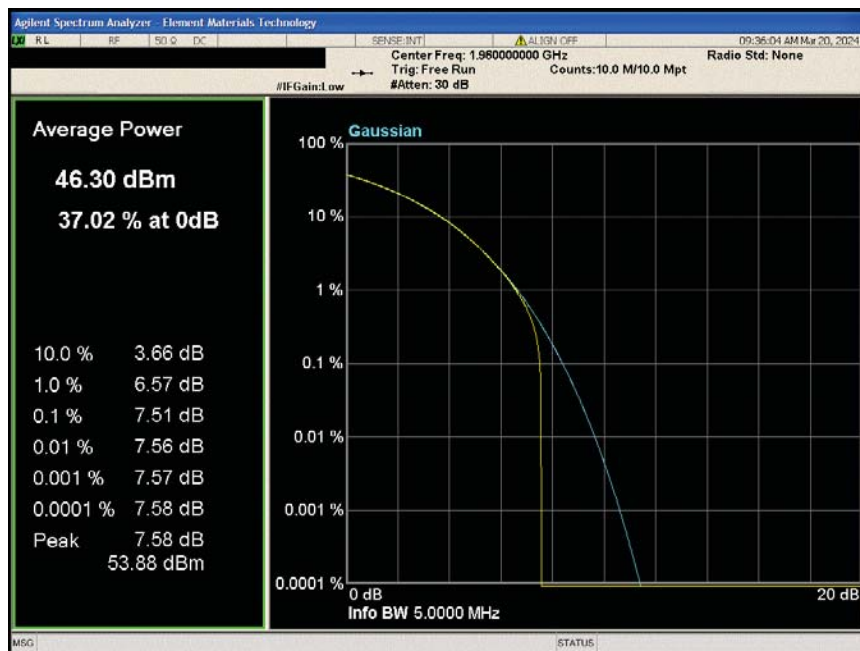 Agilent Spectrum Analyzer - Element Materials Technology
RL RF 50 Ω DC SENSE:INT ALIGN OFF 09:36:04 AM Mar 20, 2024
Center Freq: 1.960000000 GHz Radio Std: None
Trig: Free Run Counts:10.0 M/10.0 Mpt
#IFGain:Low #Atten: 30 dB
Average Power
46.30 dBm
37.02 % at 0dB
10.0 % 3.66 dB
1.0 % 6.57 dB
0.1 % 7.51 dB
0.01 % 7.56 dB
0.001 % 7.57 dB
0.0001 % 7.58 dB
Peak 7.58 dB
53.88 dBm
Gaussian
100 %
10 %
1 %
0.1 %
0.01 %
0.001 %
0.0001 %
0 dB 20 dB
Info BW 5.0000 MHz
MSG STATUS